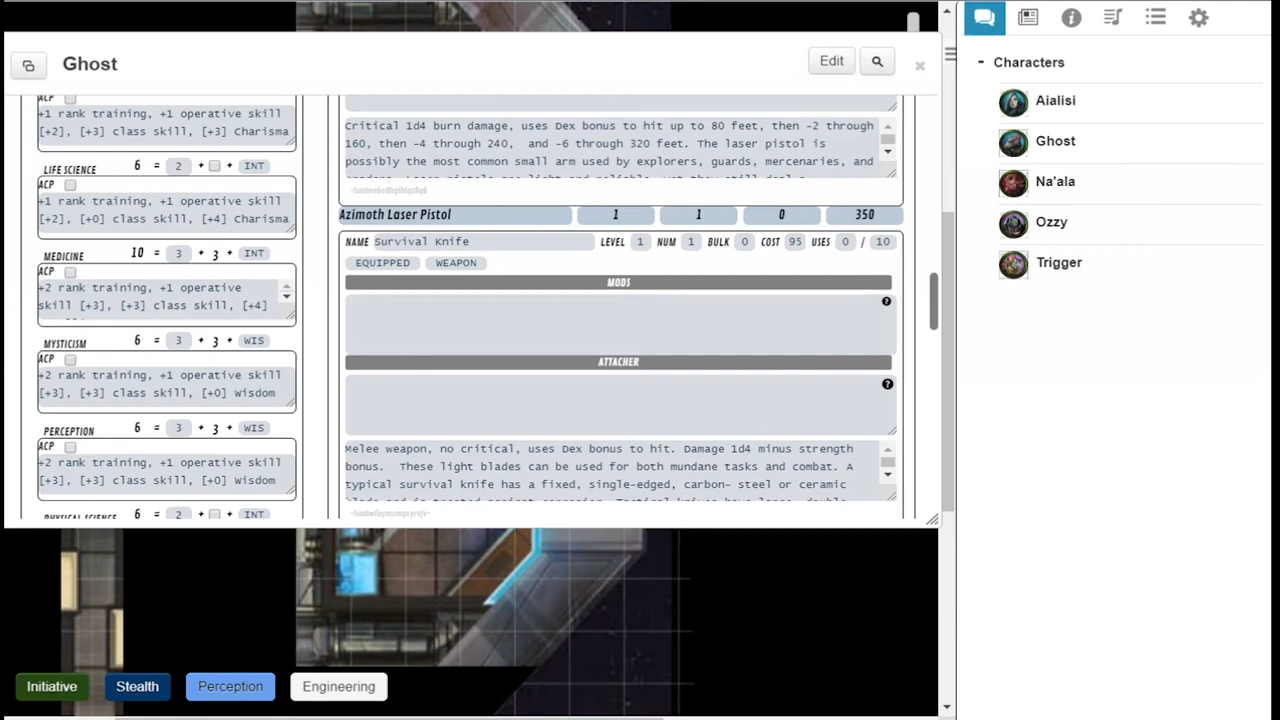 Ghost
Edit
ACP
+1 rank training, +1 operative skill
[+2], [+3] class skill, [+3] Charisma
LIFE SCIENCE 6 = 2 + + INT
ACP
+1 rank training, +1 operative skill
[+2], [+0] class skill, [+4] Charisma
MEDICINE 10 = 3 + 3 + INT
ACP
+2 rank training, +1 operative
skill [+3], [+3] class skill, [+4]
MYSTICISM 6 = 3 + 3 + WIS
ACP
+2 rank training, +1 operative skill
[+3], [+3] class skill, [+0] Wisdom
PERCEPTION 6 = 3 + 3 + WIS
ACP
+2 rank training, +1 operative skill
[+3], [+3] class skill, [+0] Wisdom
PHYSICAL SCIENCE 6 = 2 + + INT
Critical 1d4 burn damage, uses Dex bonus to hit up to 80 feet, then -2 through
160, then -4 through 240, and -6 through 320 feet. The laser pistol is
possibly the most common small arm used by explorers, guards, mercenaries, and
Azimoth Laser Pistol 1 1 0 350
NAME Survival Knife LEVEL 1 NUM 1 BULK 0 COST 95 USES 0 / 10
EQUIPPED WEAPON
MODS
?
ATTACHER
?
Melee weapon, no critical, uses Dex bonus to hit. Damage 1d4 minus strength
bonus. These light blades can be used for both mundane tasks and combat. A
typical survival knife has a fixed, single-edged, carbon- steel or ceramic
Initiative
Stealth
Perception
Engineering
- Characters
Aialisi
Ghost
Na'ala
Ozzy
Trigger